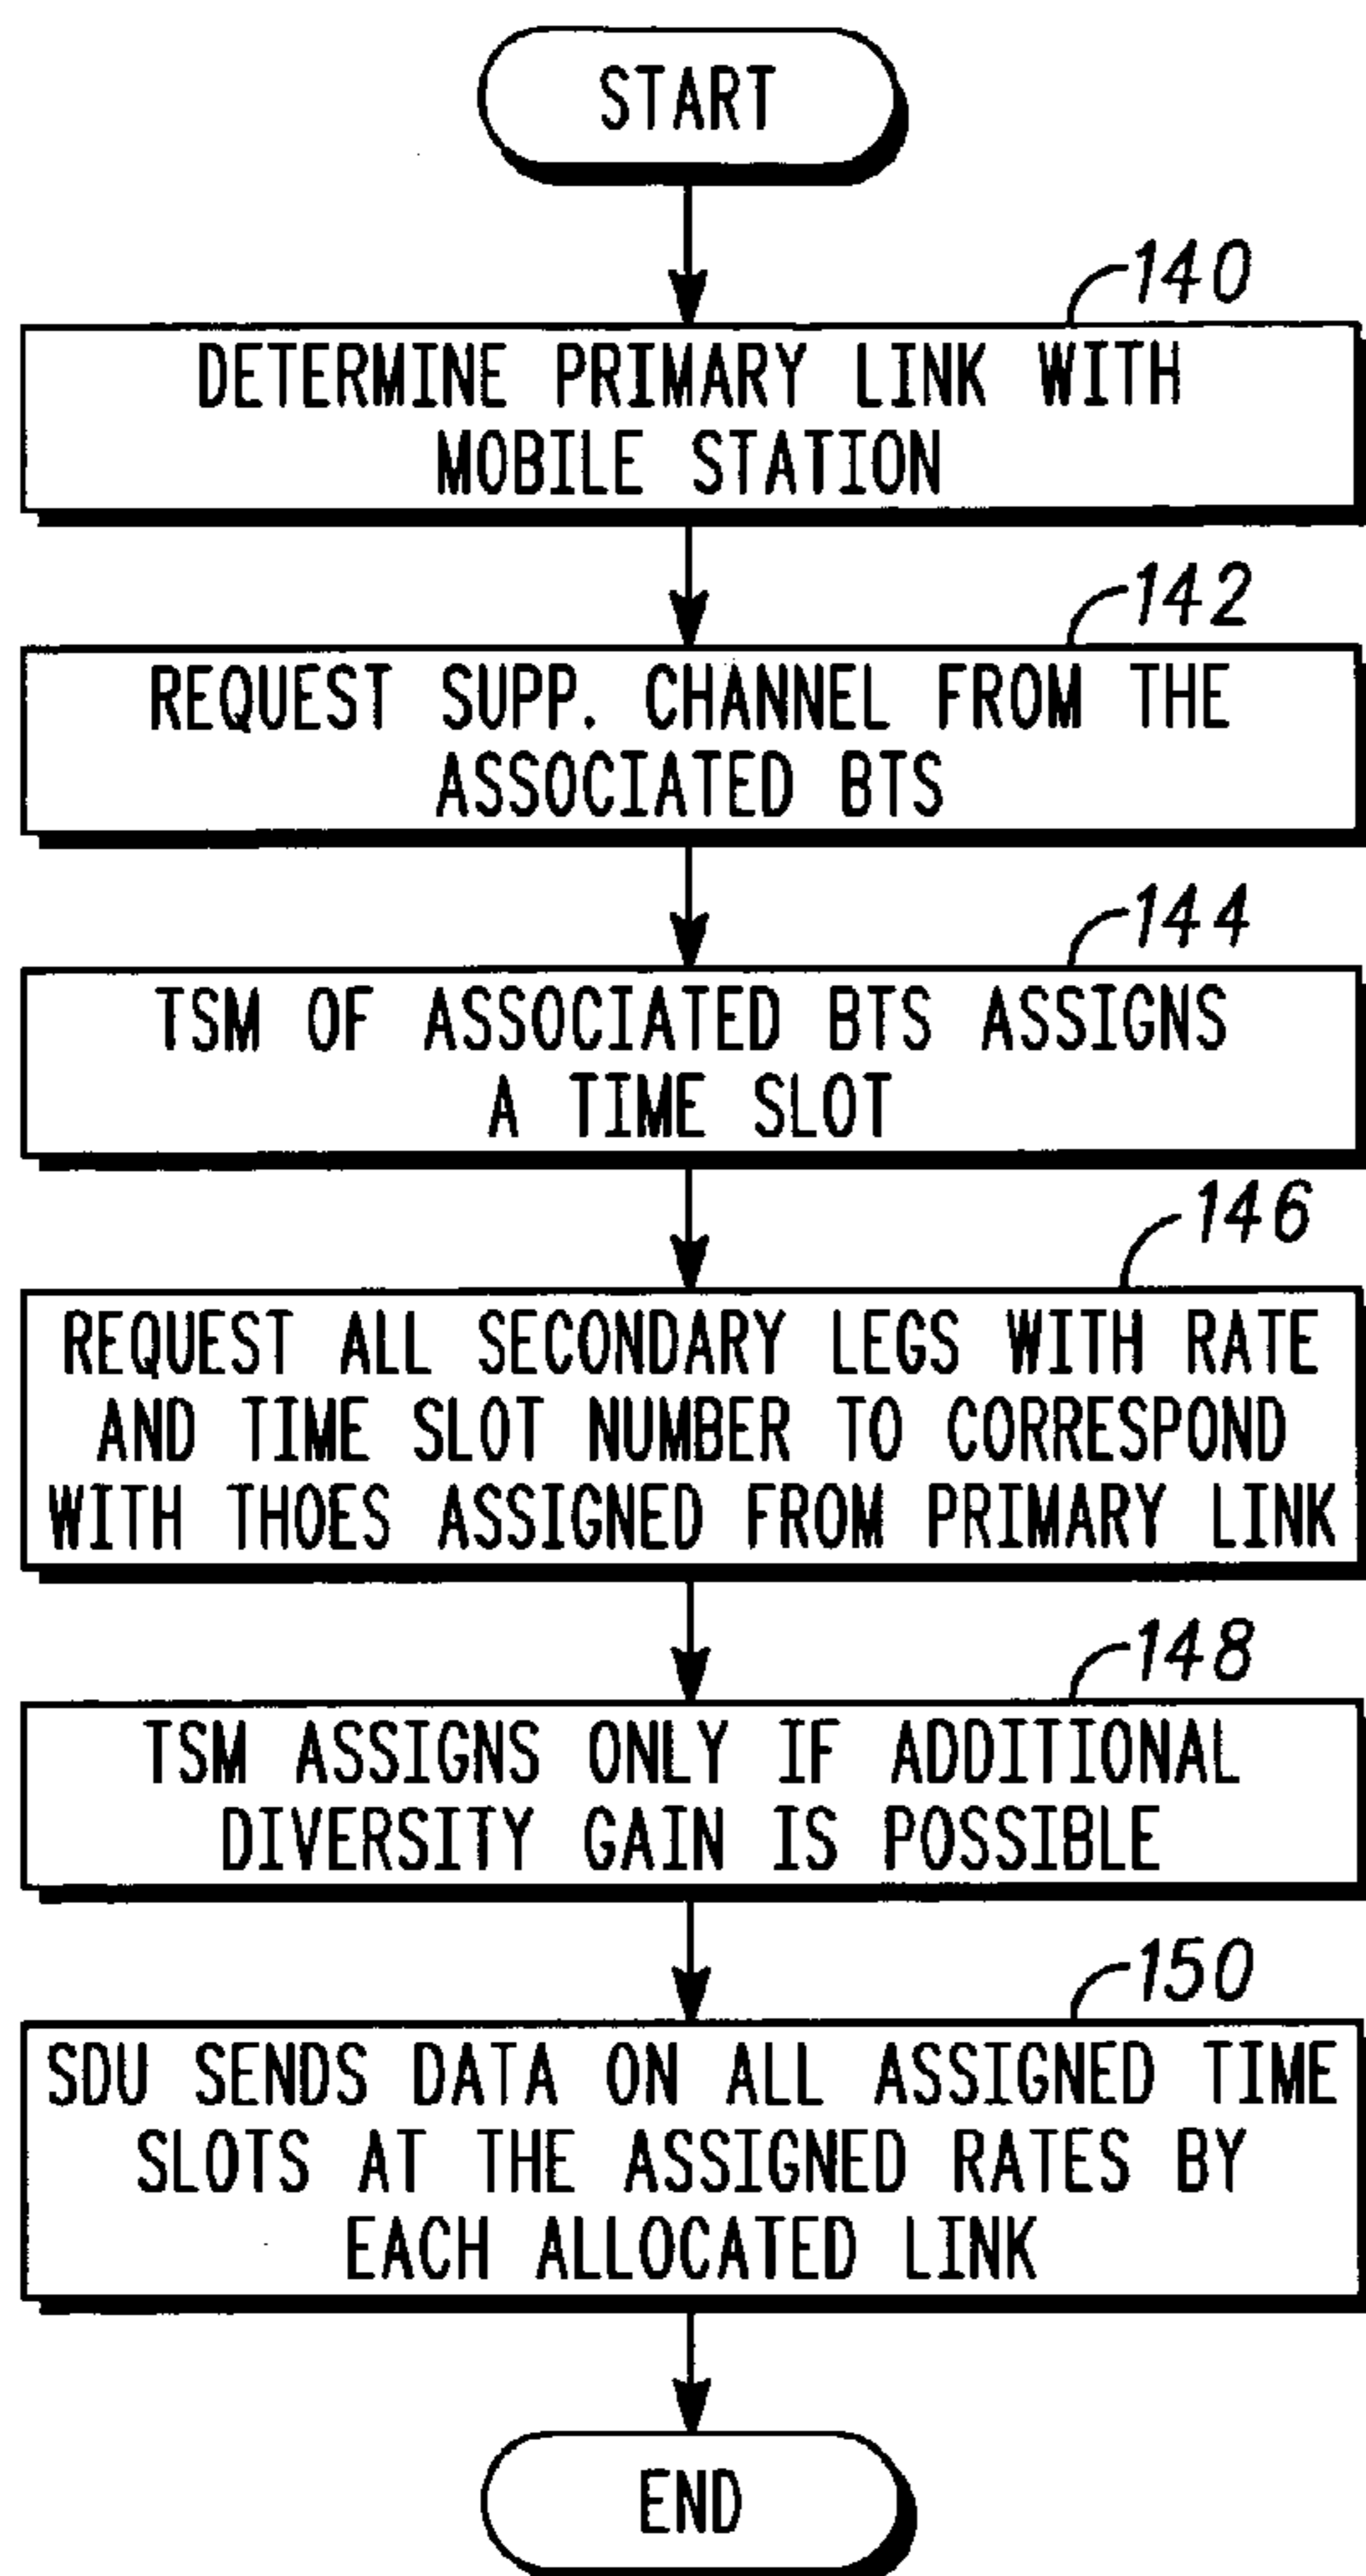 START
140
DETERMINE PRIMARY LINK WITH
MOBILE STATION
142
REQUEST SUPP. CHANNEL FROM THE
ASSOCIATED BTS
144
TSM OF ASSOCIATED BTS ASSIGNS
A TIME SLOT
146
REQUEST ALL SECONDARY LEGS WITH RATE
AND TIME SLOT NUMBER TO CORRESPOND
WITH THOES ASSIGNED FROM PRIMARY LINK
148
TSM ASSIGNS ONLY IF ADDITIONAL
DIVERSITY GAIN IS POSSIBLE
150
SDU SENDS DATA ON ALL ASSIGNED TIME
SLOTS AT THE ASSIGNED RATES BY
EACH ALLOCATED LINK
END